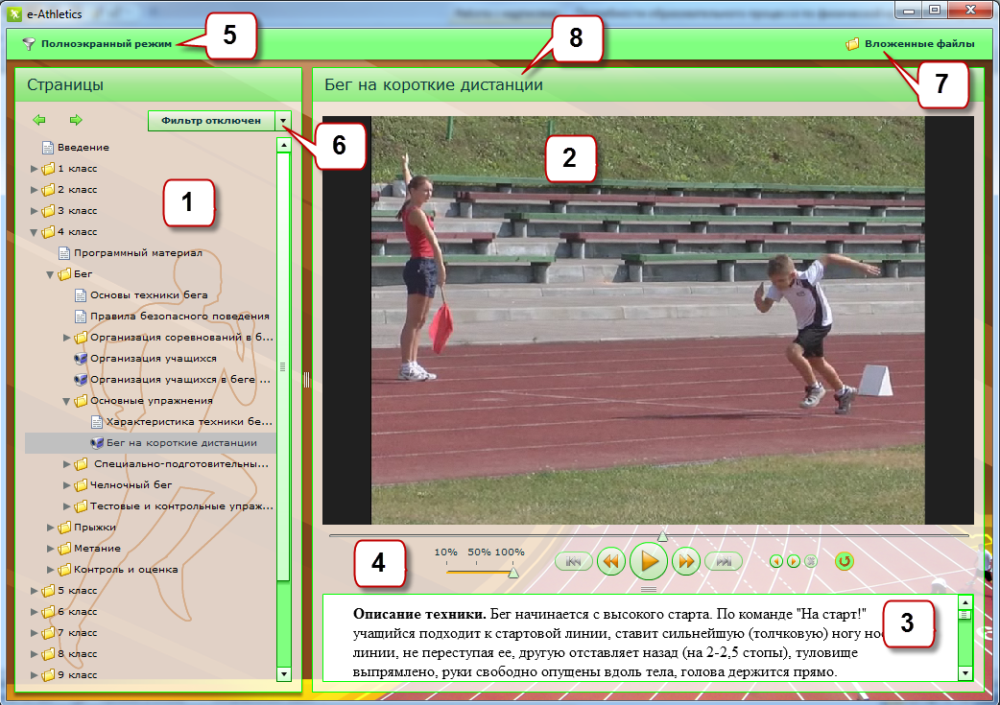 e-Athletics
Полноэкранный режим
5
8
Вложенные файлы
7
Страницы
Фильтр отключен
6
1
Введение
1 класс
2 класс
3 класс
4 класс
Программный материал
Бег
Основы техники бега
Правила безопасного поведения
Организация соревнований в б...
Организация учащихся
Организация учащихся в беге ...
Основные упражнения
Характеристика техники бе...
Бег на короткие дистанции
Специально-подготовительны...
Челночный бег
Тестовые и контрольные упраж...
Прыжки
Метание
Контроль и оценка
5 класс
6 класс
7 класс
8 класс
9 класс
Бег на короткие дистанции
2
4
10% 50% 100%
3
Описание техники. Бег начинается с высокого старта. По команде "На старт!"
учащийся подходит к стартовой линии, ставит сильнейшую (толчковую) ногу
линии, не переступая ее, другую отставляет назад (на 2-2,5 стопы), туловище
выпрямлено, руки свободно опущены вдоль тела, голова держится прямо.